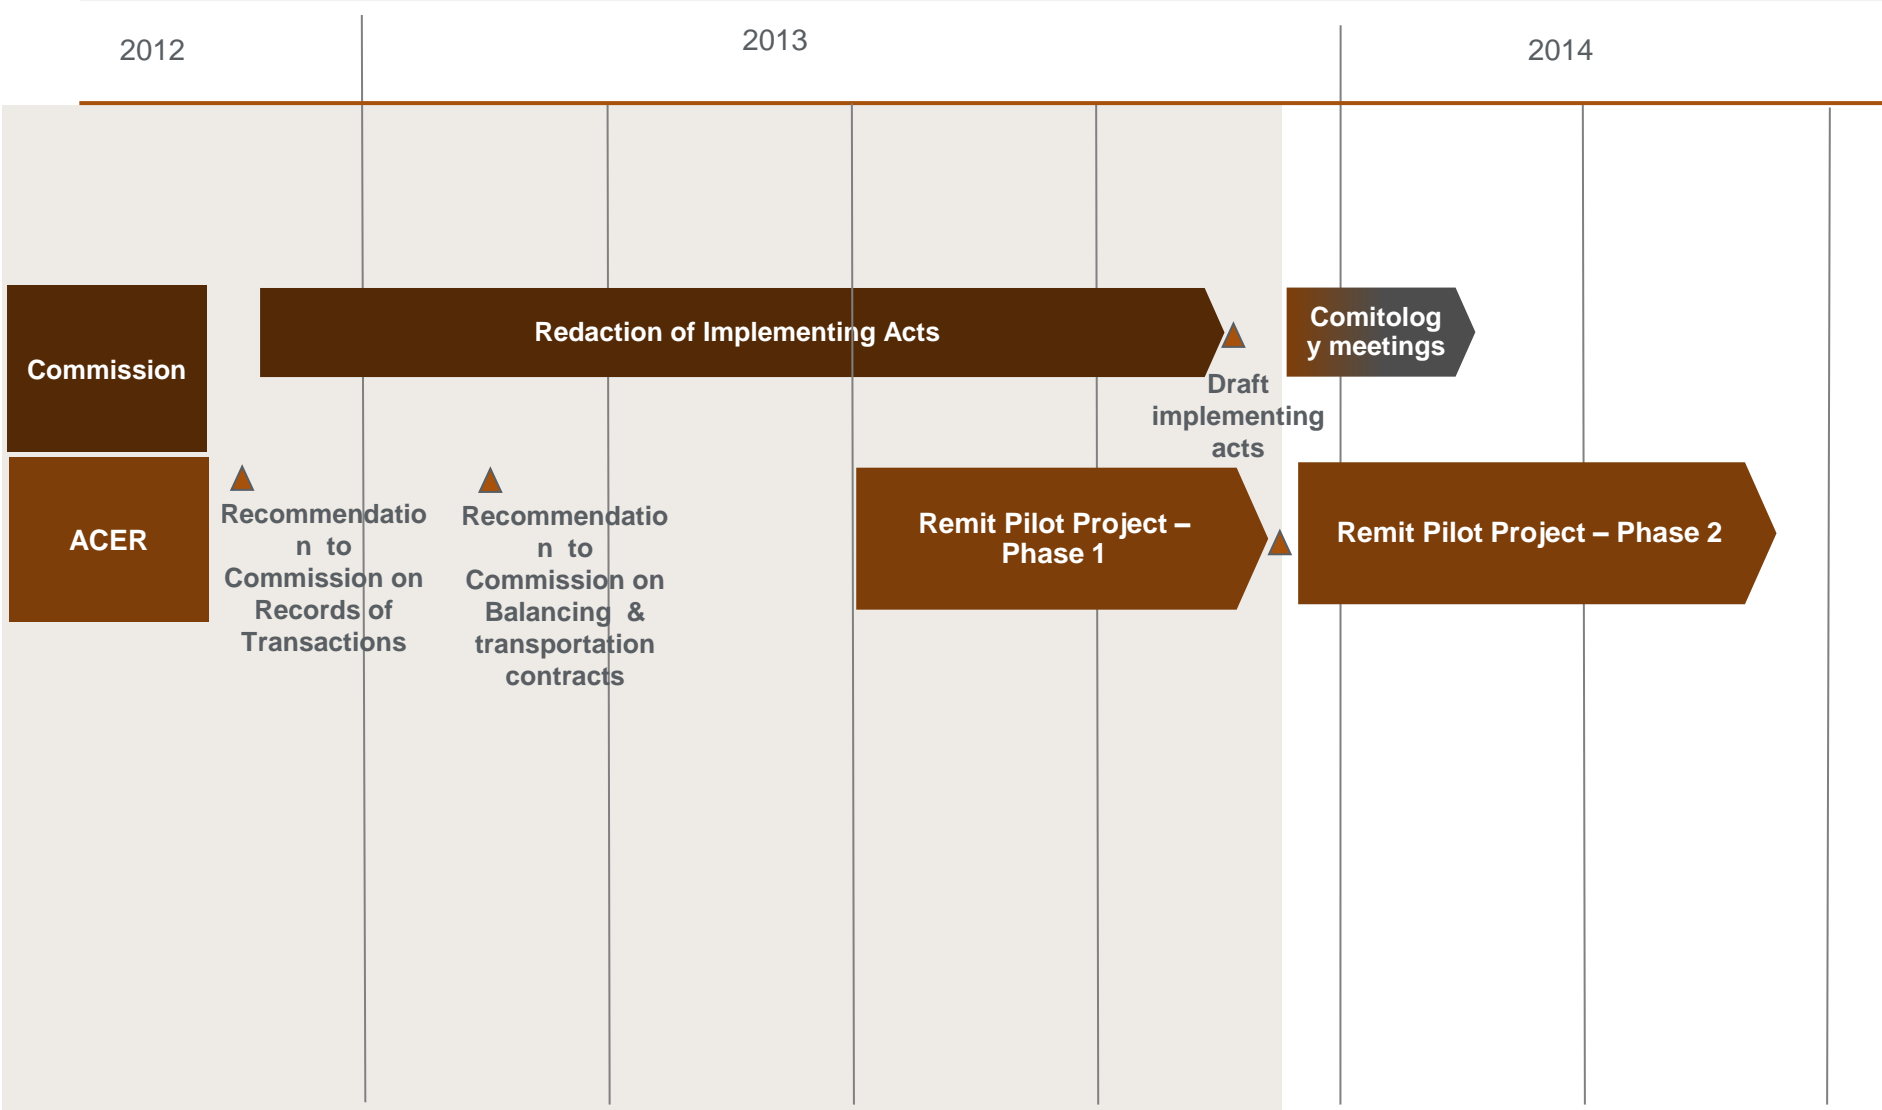 2012
2013
2014
Commission
Redaction of Implementing Acts
Comitolog
y meetings
Draft
implementing
acts
ACER
Recommendatio
n to
Commission on
Records of
Transactions
Recommendatio
n to
Commission on
Balancing &
transportation
contracts
Remit Pilot Project –
Phase 1
Remit Pilot Project – Phase 2